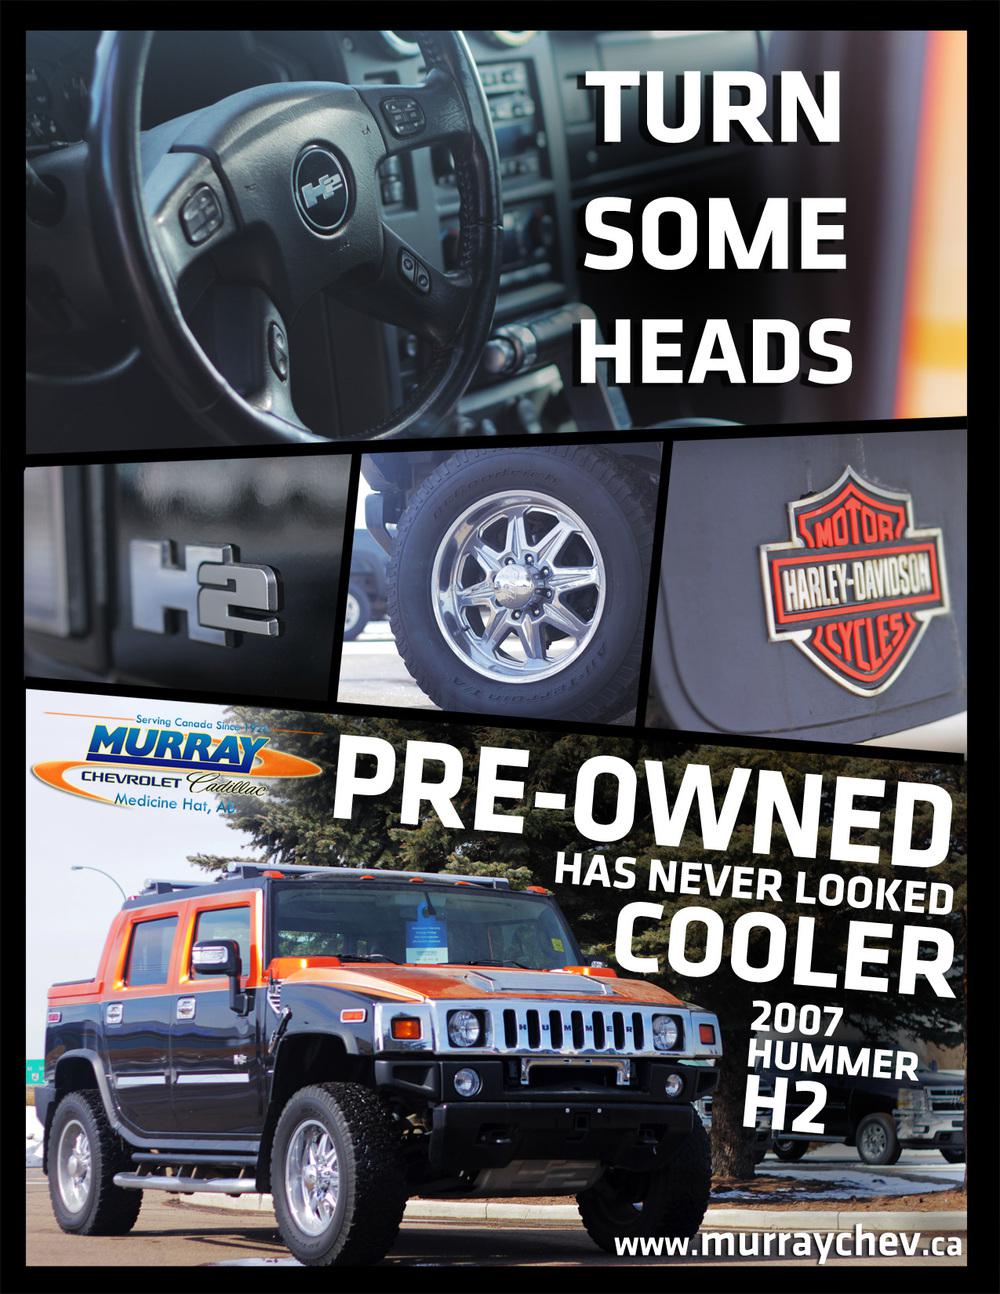 TURN
SOME
HEADS
H2
H2
MOTOR
HARLEY-DAVIDSON
CYCLES
Serving Canada Since
MURRAY
CHEVROLET Cadillac
Medicine Hat,
PRE-OWNED
HAS NEVER LOOKED
COOLER
2007
HUMMER
H2
HUMMER
www.murraychev.ca